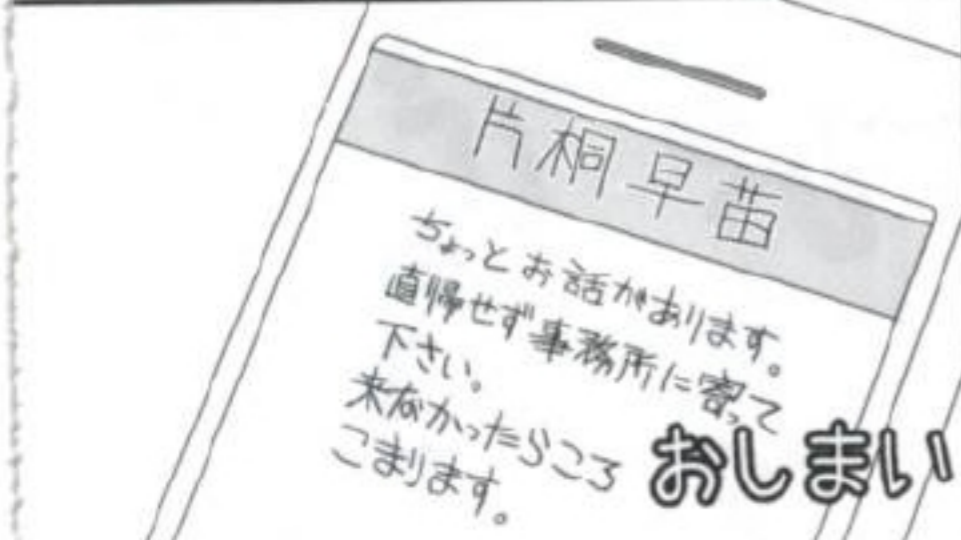 片桐早苗
ちょっとお話があります。
直帰せず事務所に寄って
下さい。
来なかったらころ
こまります。
おしまい